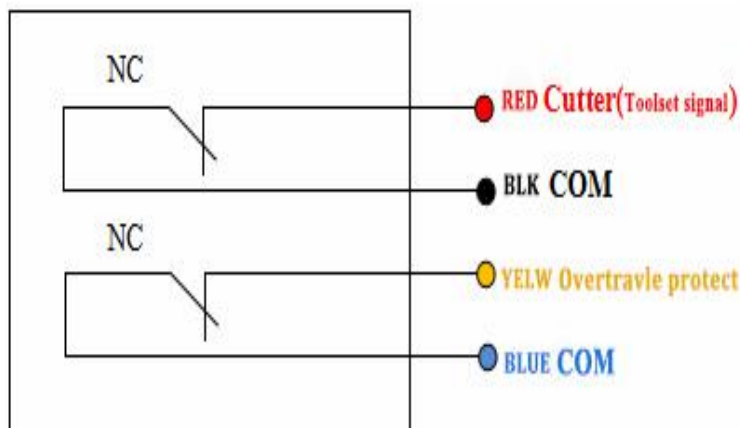 NC
RED Cutter(Toolset signal)
BLK COM
NC
YELW Overtravle protect
BLUE COM